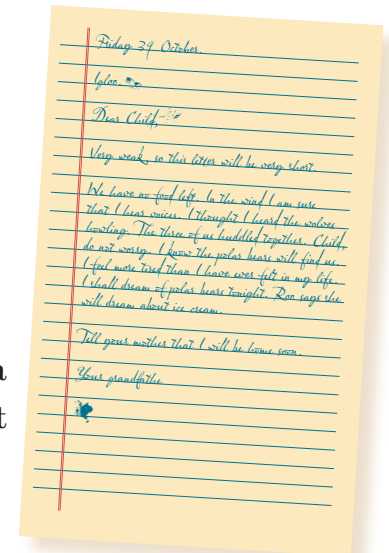 Friday October.
Igloo.
Dear Child,
Very weak, so this letter will be very short.
We have no food left. In the wind I am sure
that I hear voices. I thought I heard the wolves
howling. The three of us huddled together. Child,
do not worry. I know the polar bears will find us.
I feel more tired than I have ever felt in my life.
I shall dream of polar bears tonight. Roo says she
will dream about ice cream.
Tell your mother that I will be home soon.
Your grandfathe